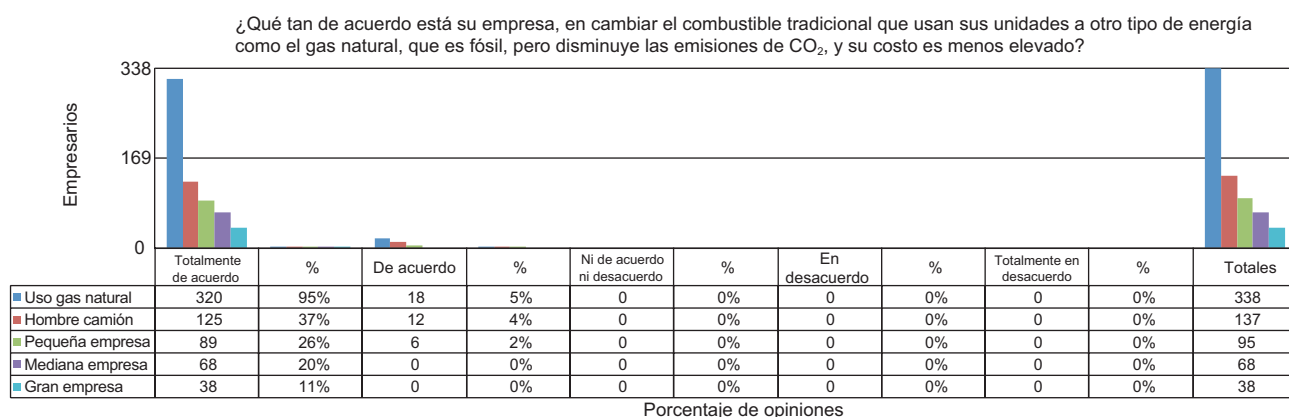 ¿Qué tan de acuerdo está su empresa, en cambiar el combustible tradicional que usan sus unidades a otro tipo de energía
como el gas natural, que es fósil, pero disminuye las emisiones de CO₂, y su costo es menos elevado?
338
169
0
Empresarios
Totalmente de acuerdo % De acuerdo % Ni de acuerdo ni desacuerdo % En desacuerdo % Totalmente en desacuerdo % Totales
Uso gas natural 320 95% 18 5% 0 0% 0 0% 0 0% 338
Hombre camión 125 37% 12 4% 0 0% 0 0% 0 0% 137
Pequeña empresa 89 26% 6 2% 0 0% 0 0% 0 0% 95
Mediana empresa 68 20% 0 0% 0 0% 0 0% 0 0% 68
Gran empresa 38 11% 0 0% 0 0% 0 0% 0 0% 38
Porcentaje de opiniones